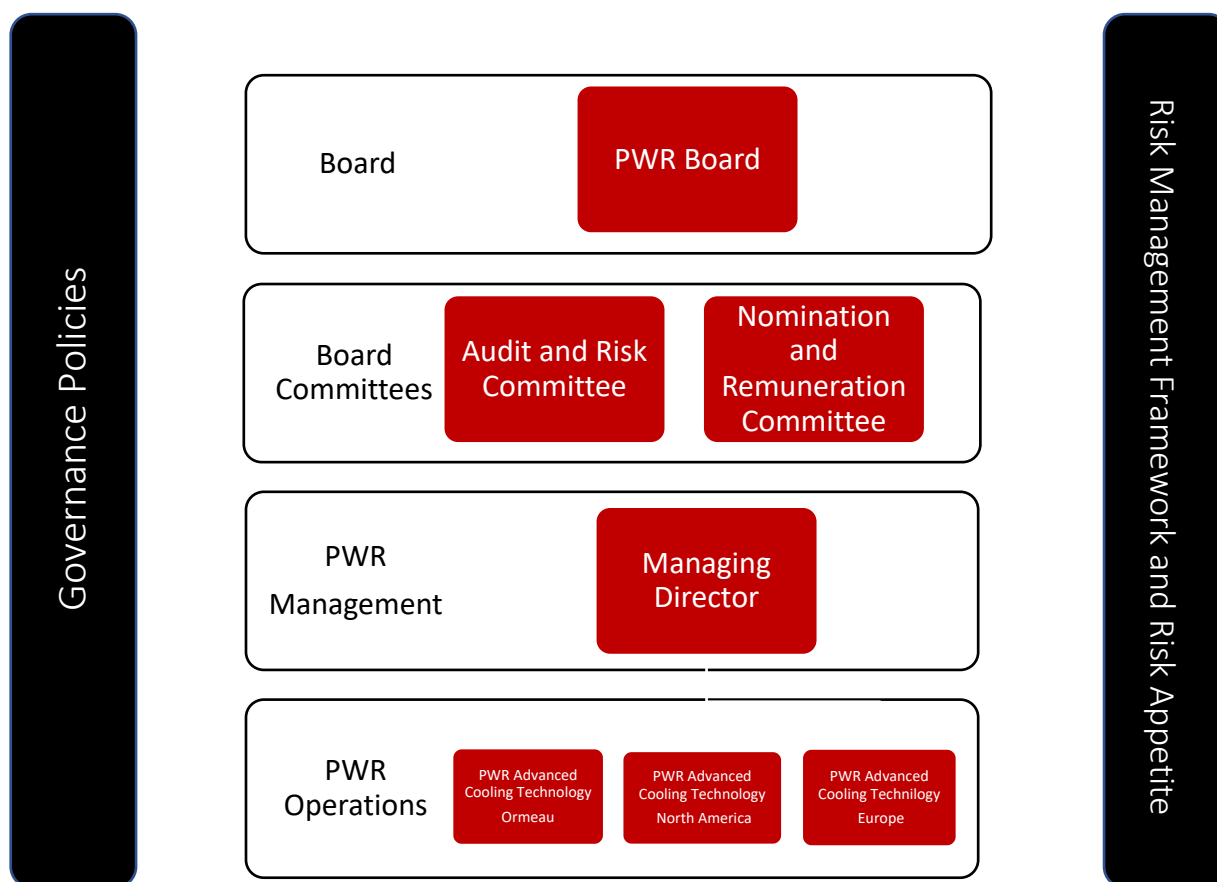 Governance Policies
Board
PWR Board
Board
Committees
Audit and Risk
Committee
Nomination
and
Remuneration
Committee
PWR
Management
Managing
Director
PWR
Operations
PWR Advanced
Cooling Technology
Ormeau
PWR Advanced
Cooling Technology
North America
PWR Advanced
Cooling Technilogy
Europe
Risk Management Framework and Risk Appetite